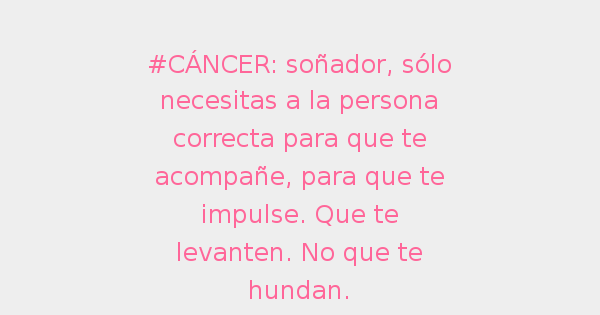 #CÁNCER: soñador, sólo
necesitas a la persona
correcta para que te
acompañe, para que te
impulse. Que te
levanten. No que te
hundan.